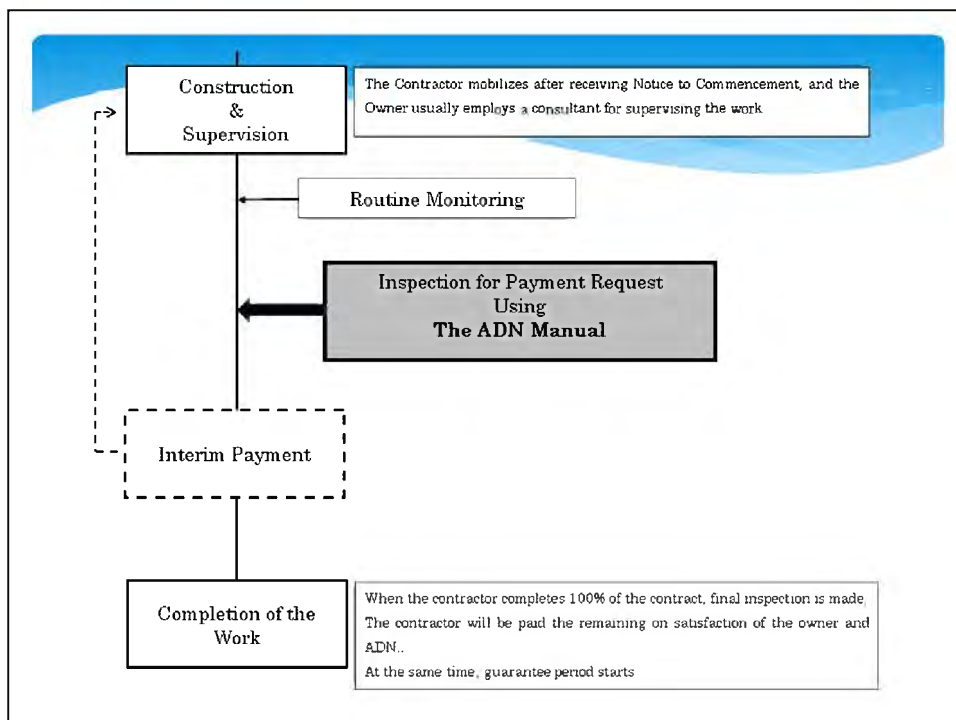 Construction
&
Supervision
The Contractor mobilizes after receiving Notice to Commencement, and the
Owner usually employs a consultant for supervising the work
Routine Monitoring
Inspection for Payment Request
Using
The ADN Manual
Interim Payment
Completion of the
Work
When the contractor completes 100% of the contract, final inspection is made,
The contractor will be paid the remaining on satisfaction of the owner and
ADN..
At the same time, guarantee period starts